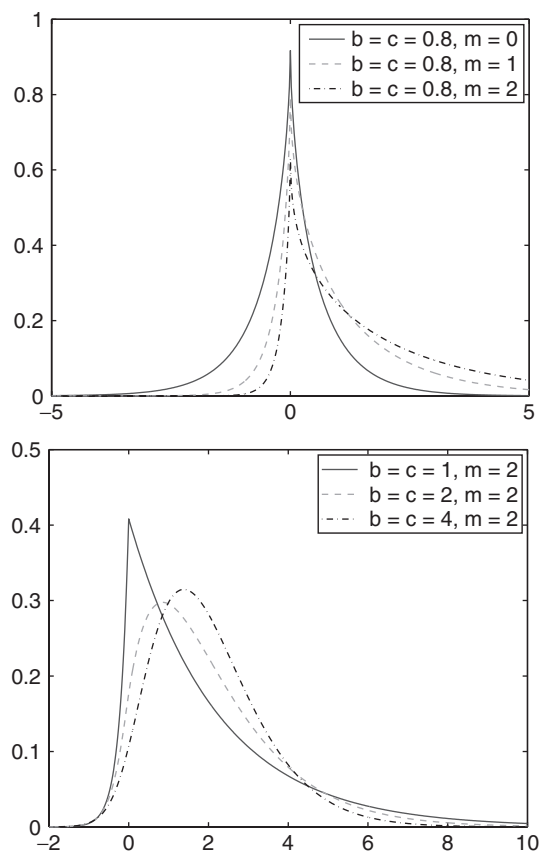 1
b = c = 0.8, m = 0
b = c = 0.8, m = 1
b = c = 0.8, m = 2
0.8
0.6
0.4
0.2
0
−5 0 5
0.5
b = c = 1, m = 2
b = c = 2, m = 2
b = c = 4, m = 2
0.4
0.3
0.2
0.1
0
−2 0 2 4 6 8 10